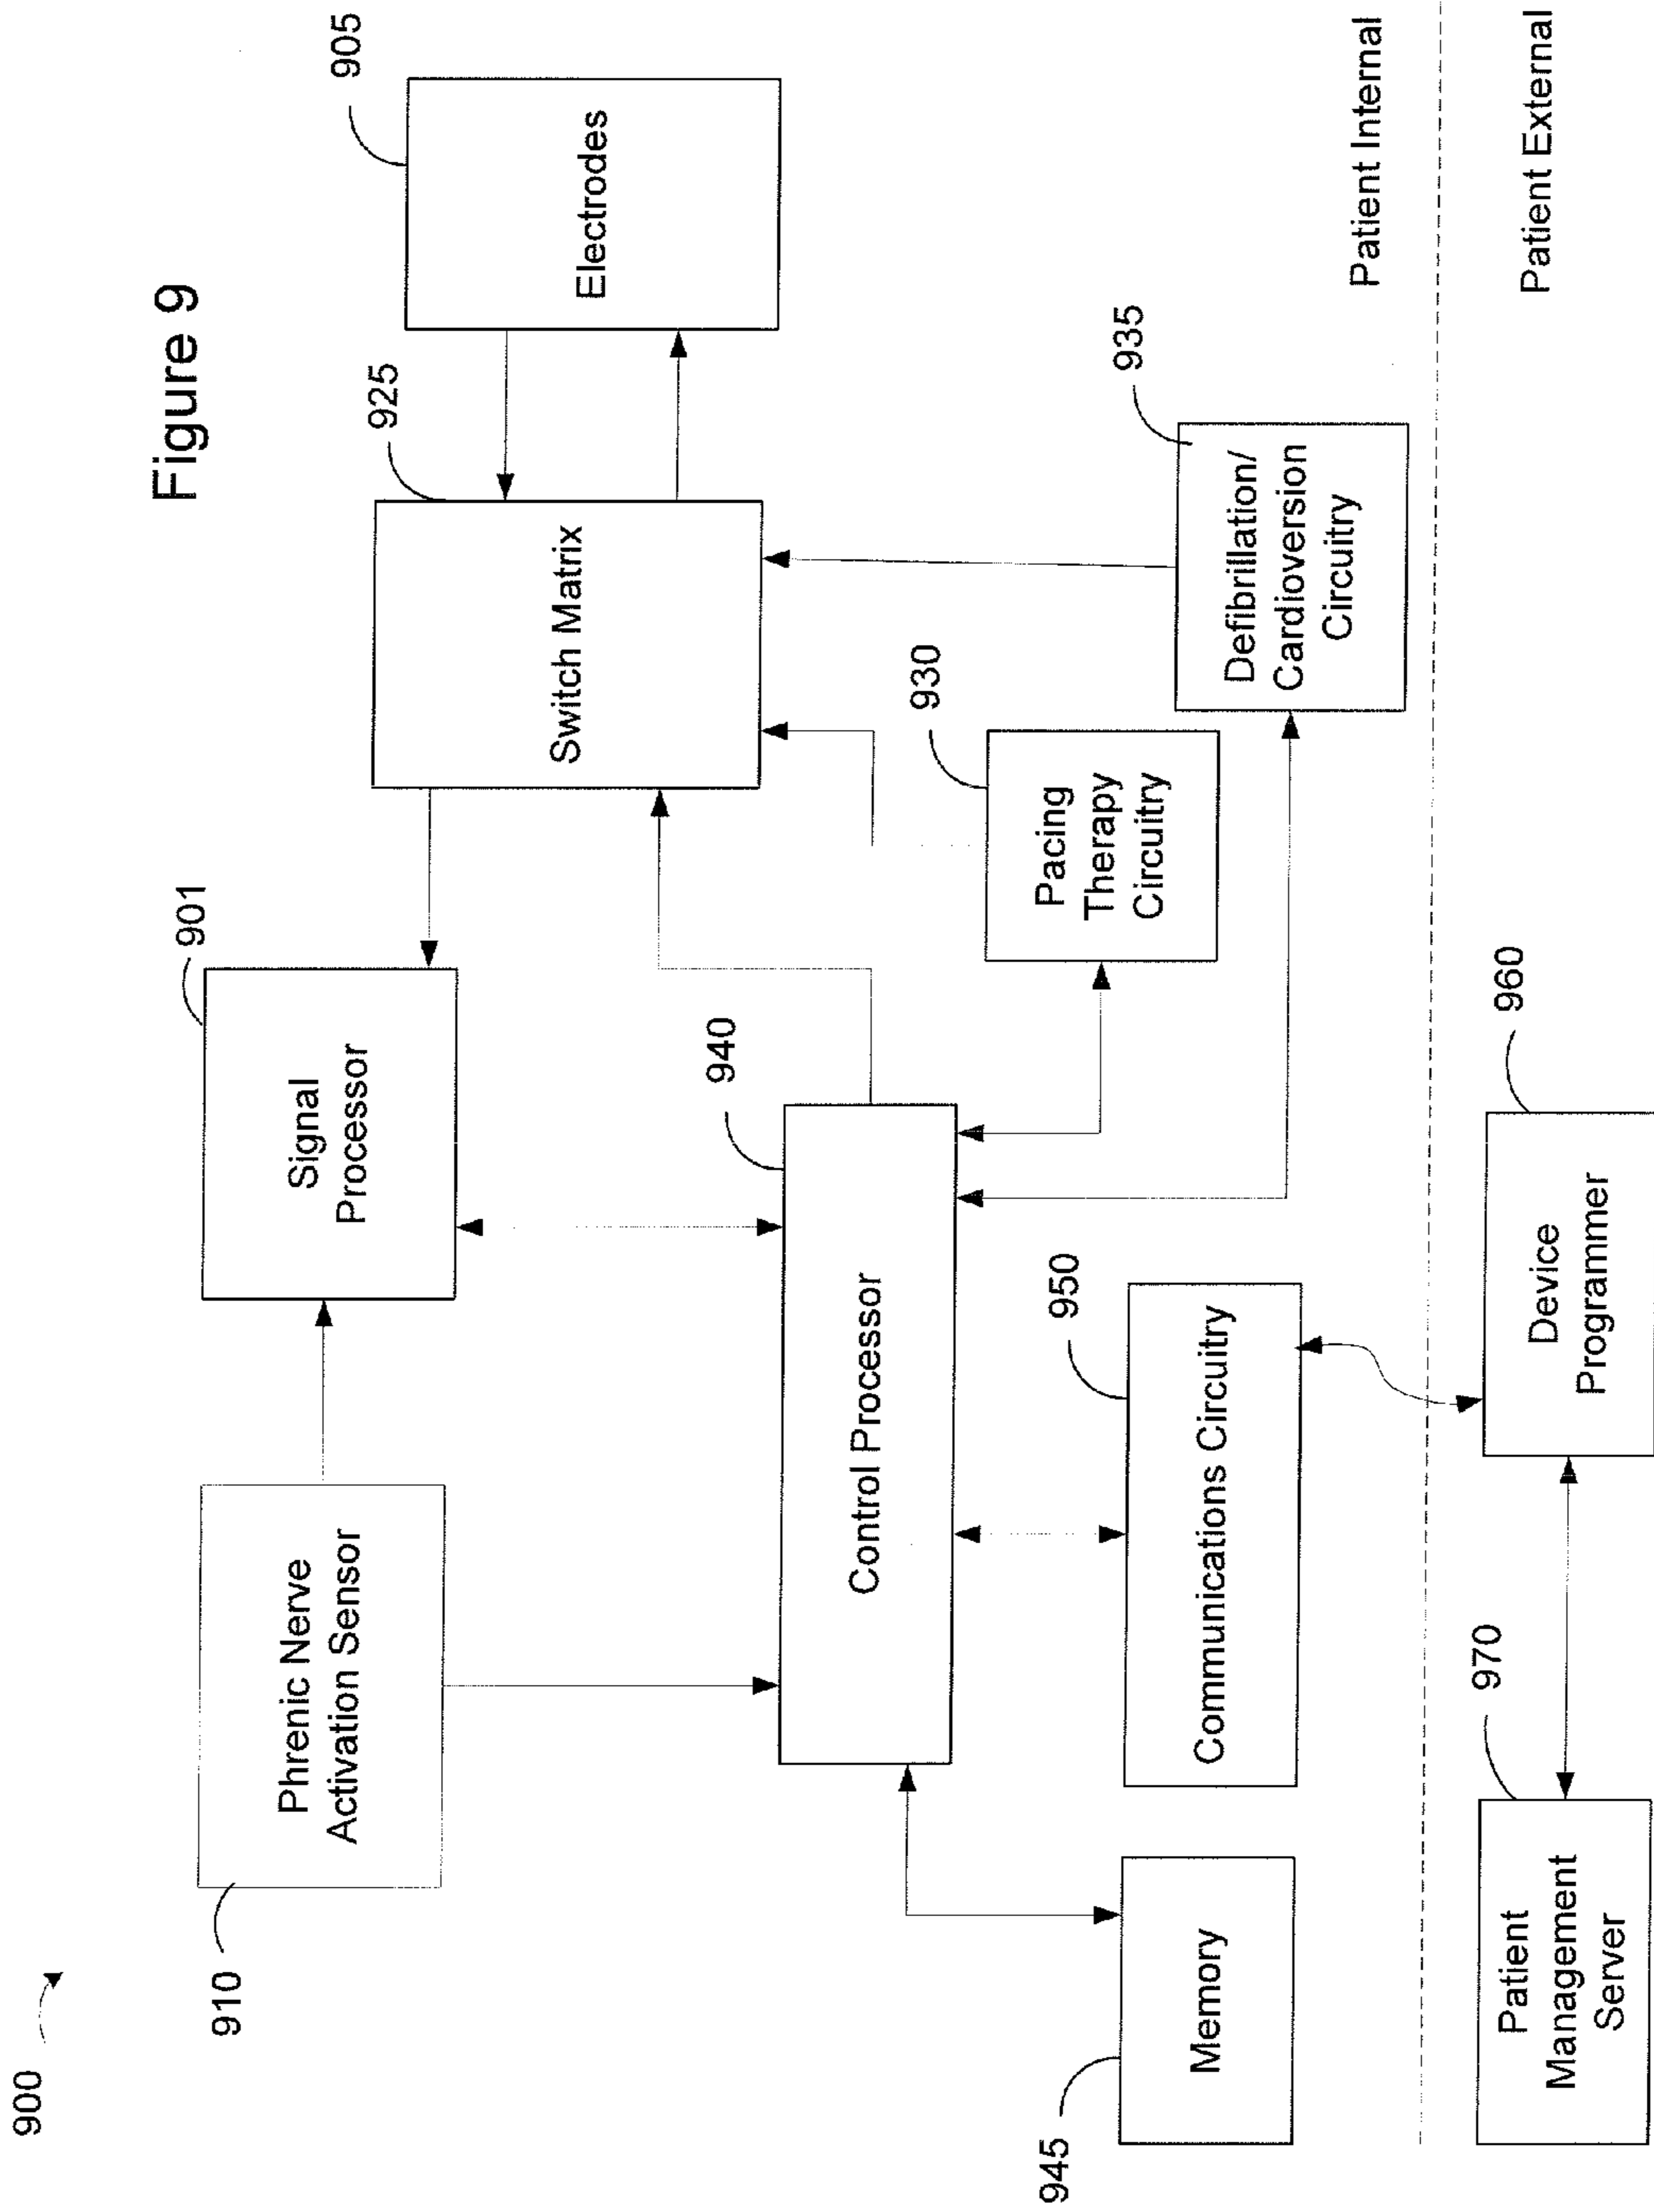 900
Figure 9
910
Phrenic Nerve
Activation Sensor
901
Signal
Processor
925
Switch Matrix
905
Electrodes
940
Control Processor
930
Pacing
Therapy
Circuitry
935
Defibrillation/
Cardioversion
Circuitry
945
Memory
950
Communications Circuitry
Patient Internal
Patient External
970
Patient
Management
Server
960
Device
Programmer